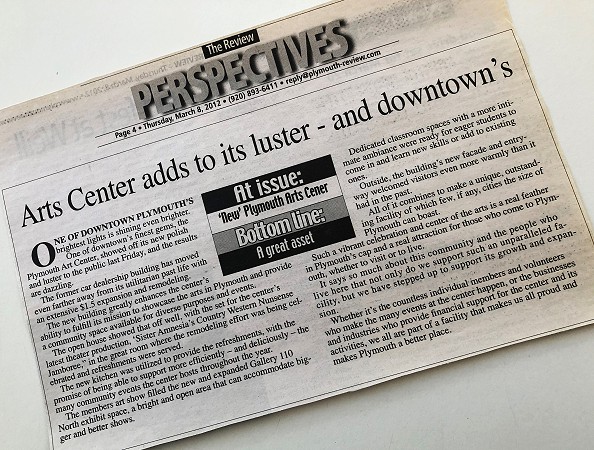 The Review
PERSPECTIVES
Page 4 • Thursday, March 8, 2012 • (920) 893-6411 • reply@plymouth-review.com
Arts Center adds to its luster - and downtown's
ONE OF DOWNTOWN PLYMOUTH'S
brightest lights is shining even brighter.
One of downtown's finest gems, the
Plymouth Art Center, showed off its new polish
and luster to the public last Friday, and the results
are dazzling.
The former car dealership building has moved
even farther away from its utilitarian past life with
an extensive $1.5 expansion and remodeling.
The new building greatly enhances the center's
ability to fulfill its mission to showcase the arts in Plymouth and provide
a community space available for diverse purposes and events.
The open house showed that off well, with the set for the center's
latest theater production, "Sister Amnesia's Country Western Nunsense
Jamboree," in the great room where the remodeling effort was being cel-
ebrated and refreshments were served.
The new kitchen was utilized to provide the refreshments, with the
promise of being able to support more efficiently – and deliciously – the
many community events the center hosts throughout the year.
The members art show filled the new and expanded Gallery 110
North exhibit space, a bright and open area that can accommodate big-
ger and better shows.
At issue:
'New' Plymouth Arts Cener
Bottom line:
A great asset
Dedicated classroom spaces with a more inti-
mate ambiance were ready for eager students to
come in and learn new skills or add to existing
ones.
Outside, the building's new facade and entry-
way welcomed visitors even more warmly than it
had in the past.
All of it combines to make a unique, outstand-
ing facility of which few, if any, cities the size of
Plymouth can boast.
Such a vibrant celebration and center of the arts is a real feather
in Plymouth's cap and a real attraction for those who come to Plym-
outh, whether to visit or to live.
It says much about this community and the people who
live here that not only do we support such an unparalleled fa-
cility, but we have stepped up to support its growth and expan-
sion.
Whether it's the countless individual members and volunteers
who make the many events at the center happen, or the businesses
and industries who provide financial support for the center and its
activities, we all are part of a facility that makes us all proud and
makes Plymouth a better place.